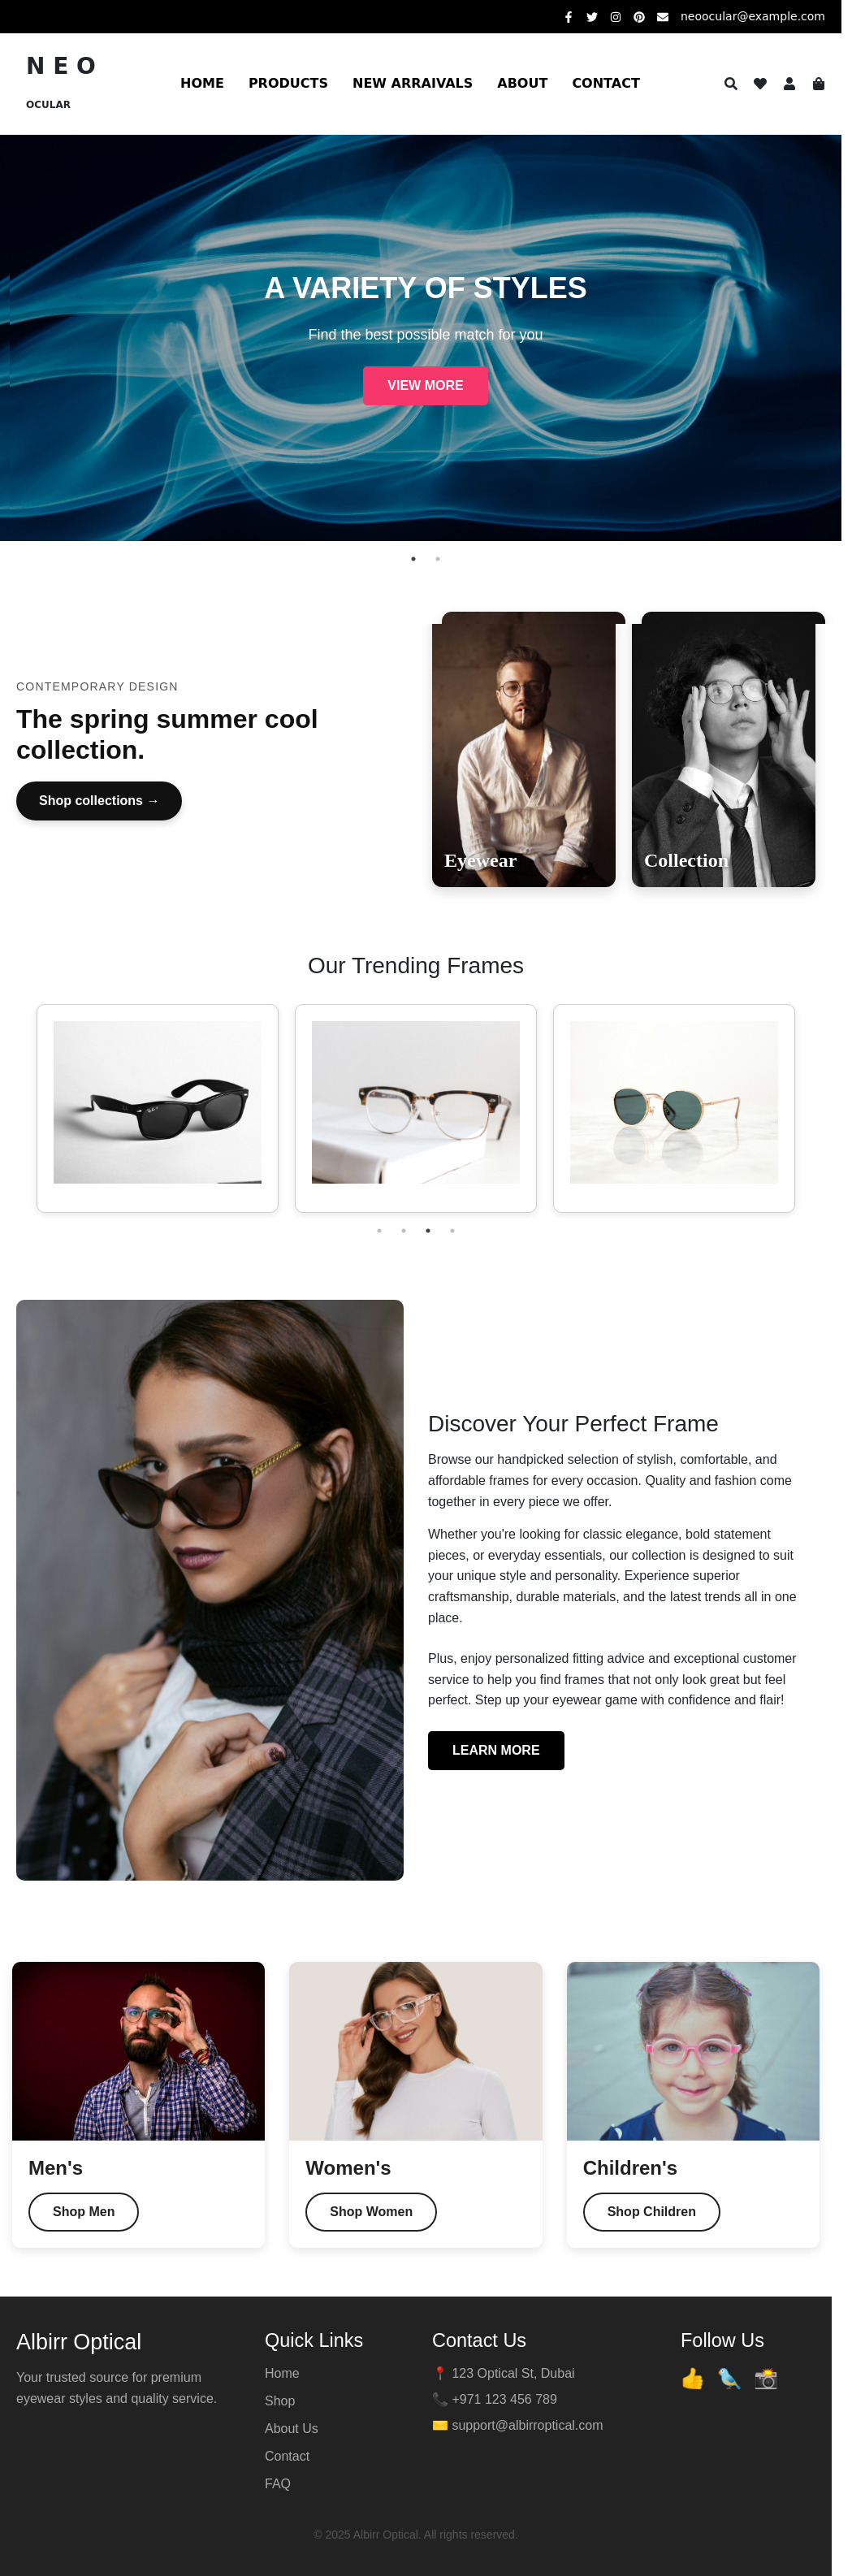 neoocular@example.com
N E O
OCULAR
HOME PRODUCTS NEW ARRAIVALS ABOUT CONTACT
A VARIETY OF STYLES
Find the best possible match for you
VIEW MORE
CONTEMPORARY DESIGN
The spring summer cool
collection.
Shop collections →
Eyewear
Collection
Our Trending Frames
Discover Your Perfect Frame
Browse our handpicked selection of stylish, comfortable, and
affordable frames for every occasion. Quality and fashion come
together in every piece we offer.
Whether you're looking for classic elegance, bold statement
pieces, or everyday essentials, our collection is designed to suit
your unique style and personality. Experience superior
craftsmanship, durable materials, and the latest trends all in one
place.
Plus, enjoy personalized fitting advice and exceptional customer
service to help you find frames that not only look great but feel
perfect. Step up your eyewear game with confidence and flair!
LEARN MORE
Men's
Shop Men
Women's
Shop Women
Children's
Shop Children
Albirr Optical
Your trusted source for premium
eyewear styles and quality service.
Quick Links
Home
Shop
About Us
Contact
FAQ
Contact Us
📍 123 Optical St, Dubai
📞 +971 123 456 789
✉️ support@albirroptical.com
Follow Us
© 2025 Albirr Optical. All rights reserved.